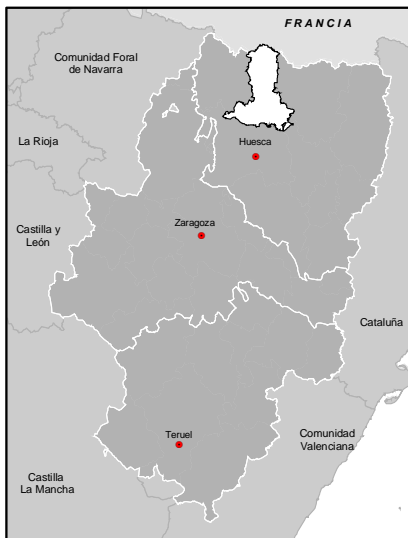 FRANCIA
Comunidad Foral
de Navarra
La Rioja
Huesca
Castilla y
León
Zaragoza
Cataluña
Teruel
Comunidad
Valenciana
Castilla
La Mancha